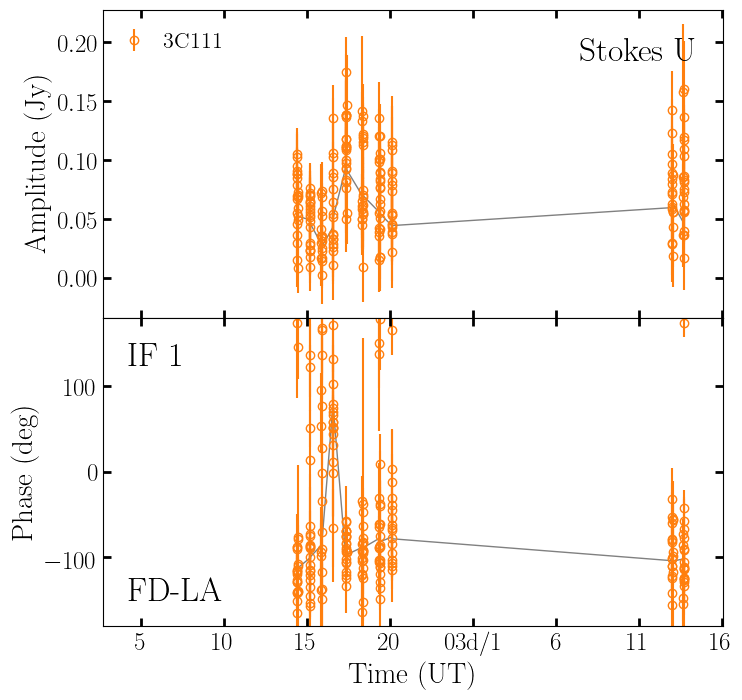 3C111
Stokes U
0.20
0.15
0.10
0.05
0.00
Amplitude (Jy)
IF 1
100
0
−100
Phase (deg)
FD-LA
5 10 15 20 03d/1 6 11 16
Time (UT)